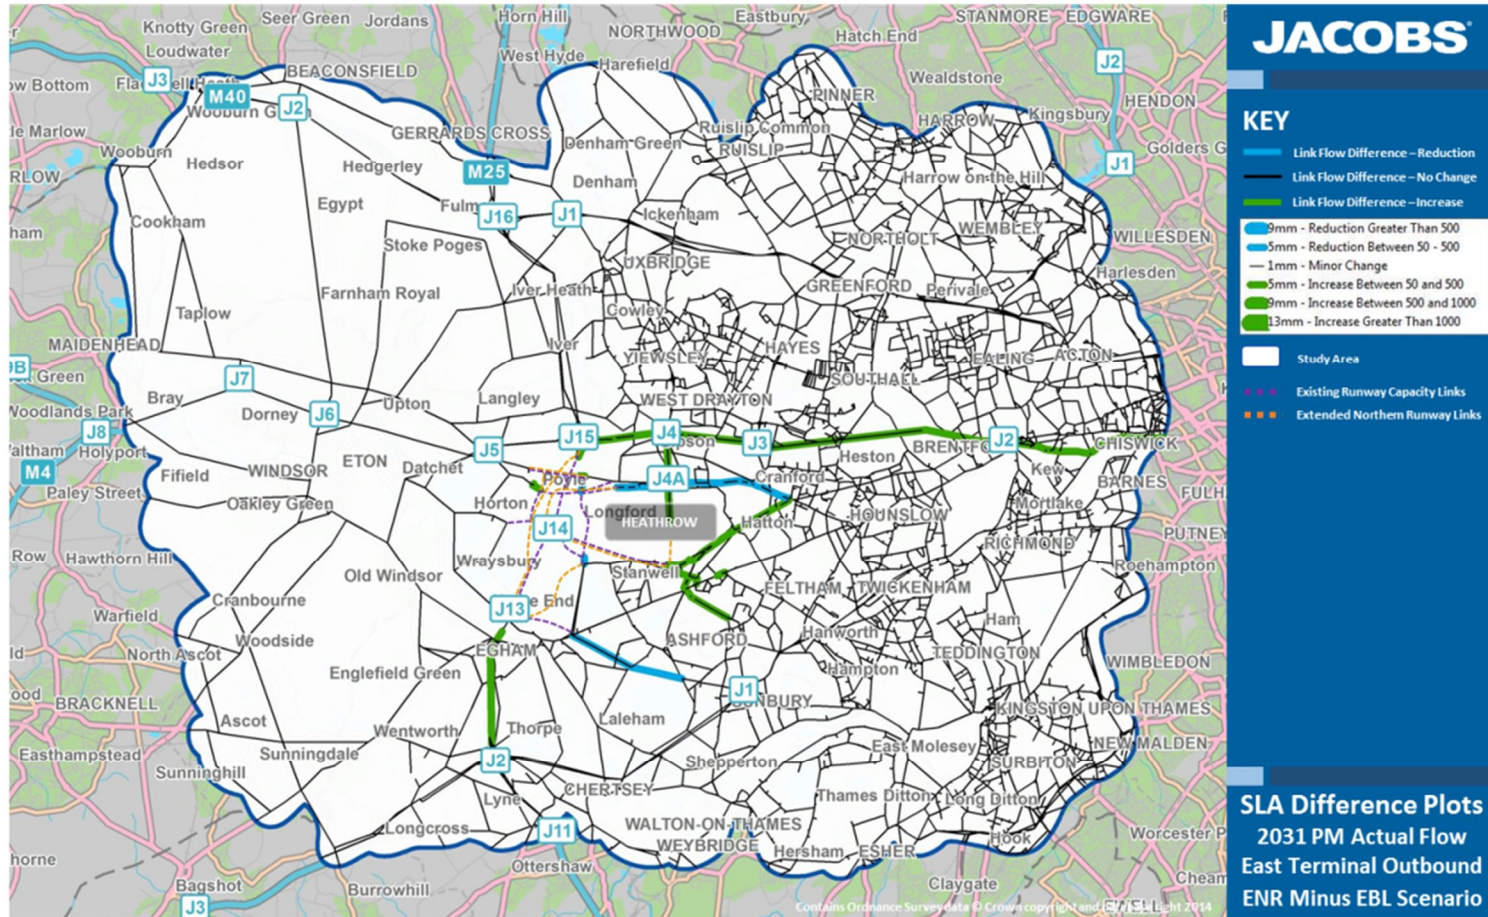 Knotty Green
Seer Green
Jordans
Horn Hill
Eastbury
STANMORE
EDGWARE
Loudwater
NORTHWOOD
Hatch End
West Hyde
Harefield
J3
BEACONSFIELD
J2
Wealdstone
M40
J2
PINNER
HENDON
HARROW
Kingsbury
GERRARDS CROSS
Ruislip Common
Denham Green
RUISLIP
Golders G
Wooburn
Hedsor
Hedgerley
M25
J1
Denham
Harrow on the Hill
Egypt
J16
J1
Ickenham
Cookham
Stoke Poges
NORTHOLT
WEMBLEY
WILLESDEN
UXBRIDGE
Harlesden
Iver Heath
GREENFORD
Perivale
Farnham Royal
Cowley
Taplow
MAIDENHEAD
Iver
YIEWSLEY
HAYES
EALING
ACTON
J7
SOUTHALL
Bray
Upton
Langley
WEST DRAYTON
Woodlands Park
Dorney
J6
J8
Holyport
J5
J15
J4
J3
J2
CHISWICK
M4
Fifield
WINDSOR
ETON
Datchet
Heston
Kew
BARNES
Paley Street
Oakley Green
Horton
Poyle
J4A
Cranford
Longford
HEATHROW
Hatton
HOUNSLOW
Mortlake
J14
RICHMOND
PUTNEY
Hawthorn Hill
Wraysbury
Stanwell
Roehampton
Old Windsor
FELTHAM
TWICKENHAM
Cranbourne
J13
Warfield
Ham
Woodside
Hanworth
North Ascot
EGHAM
ASHFORD
TEDDINGTON
WIMBLEDON
Englefield Green
Hampton
BRACKNELL
J1
KINGSTON UPON THAMES
Ascot
Wentworth
Thorpe
Laleham
Easthampstead
Sunningdale
East Molesey
NEW MALDEN
Sunninghill
J2
Shepperton
SURBITON
Lyne
CHERTSEY
Thames Ditton
Long Ditton
Longcross
J11
WALTON-ON-THAMES
WEYBRIDGE
Hook
Ottershaw
Hersham
ESHER
Bagshot
Burrowhill
Claygate
J3
Contains Ordnance Survey data © Crown copyright and 2014
JACOBS
KEY
Link Flow Difference – Reduction
Link Flow Difference – No Change
Link Flow Difference – Increase
9mm - Reduction Greater Than 500
5mm - Reduction Between 50 - 500
1mm - Minor Change
5mm - Increase Between 50 and 500
9mm - Increase Between 500 and 1000
13mm - Increase Greater Than 1000
Study Area
Existing Runway Capacity Links
Extended Northern Runway Links
SLA Difference Plots
2031 PM Actual Flow
East Terminal Outbound
ENR Minus EBL Scenario